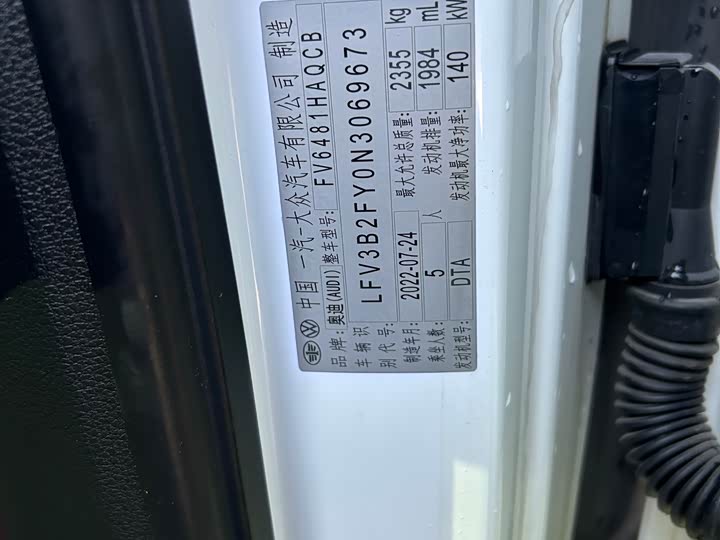 中国 一汽-大众汽车有限公司 制造
品牌: 奥迪(AUDI) 整车型号: FV6481HAQCB
车辆识别代号: LFV3B2FY0N3069673
制造年月: 2022-07-24 最大允许总质量: 2355 kg
乘坐人数: 5 人 发动机排量: 1984 mL
发动机型号: DTA 发动机最大净功率: 140 kW